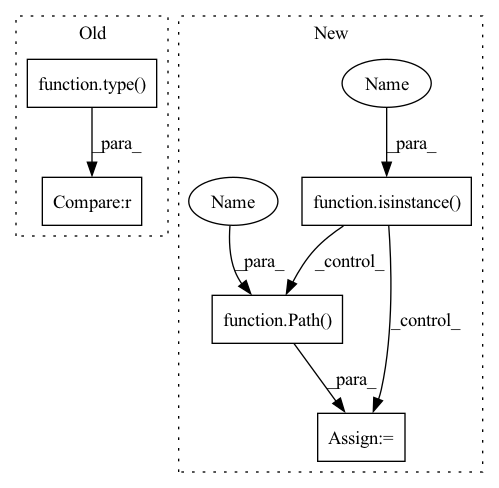 Old
New
function.type()
Name
_para_
_para_
Compare:r
Name
function.isinstance()
_para_
_control_
function.Path()
_control_
_para_
Assign:=